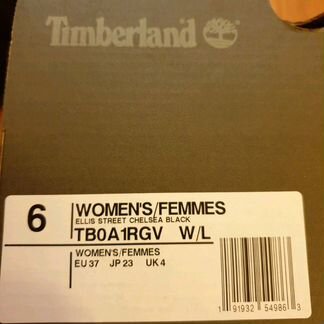 Timberland
6
WOMEN'S/FEMMES
ELLIS STREET CHELSEA BLACK
TB0A1RGV W/L
WOMEN'S/FEMMES
EU 37 JP 23 UK 4
1 91932 54986 3